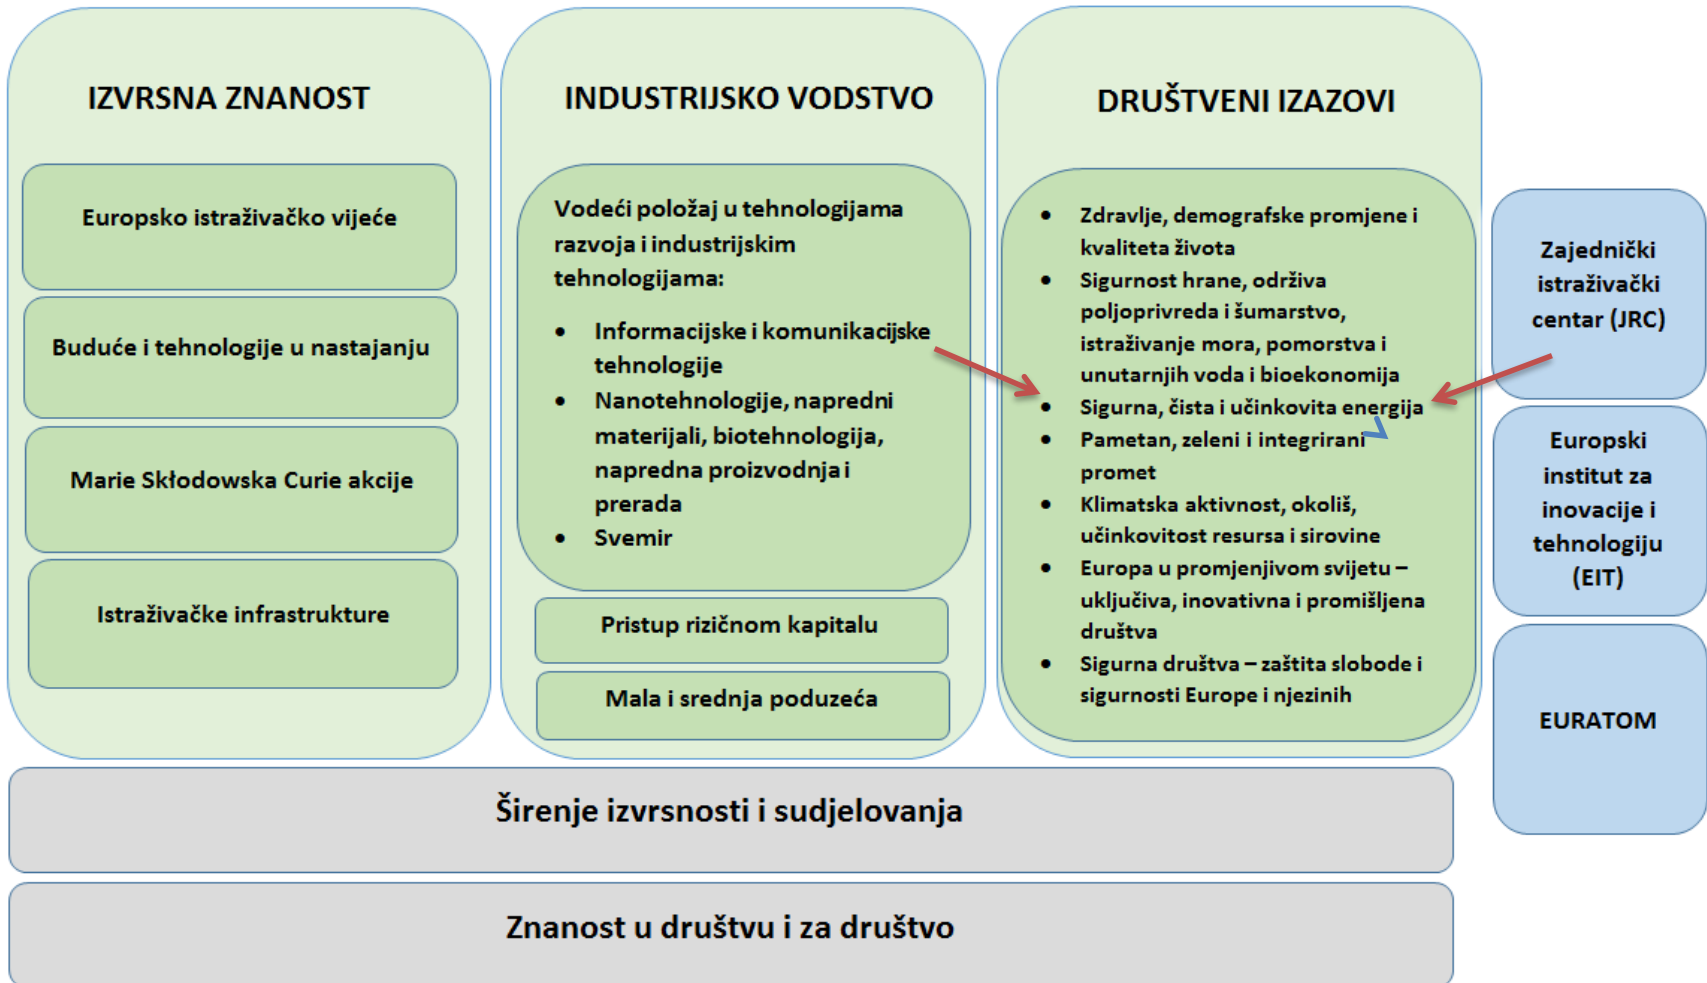 IZVRSNA ZNANOST
Europsko istraživačko vijeće
Buduće i tehnologije u nastajanju
Marie Skłodowska Curie akcije
Istraživačke infrastrukture
INDUSTRIJSKO VODSTVO
Vodeći položaj u tehnologijama
razvoja i industrijskim
tehnologijama:
• Informacijske i komunikacijske
tehnologije
• Nanotehnologije, napredni
materijali, biotehnologija,
napredna proizvodnja i
prerada
• Svemir
Pristup rizičnom kapitalu
Mala i srednja poduzeća
DRUŠTVENI IZAZOVI
• Zdravlje, demografske promjene i
kvaliteta života
• Sigurnost hrane, održiva
poljoprivreda i šumarstvo,
istraživanje mora, pomorstva i
unutarnjih voda i bioekonomija
• Sigurna, čista i učinkovita energija
• Pametan, zeleni i integrirani
promet
• Klimatska aktivnost, okoliš,
učinkovitost resursa i sirovine
• Europa u promjenjivom svijetu –
uključiva, inovativna i promišljena
društva
• Sigurna društva – zaštita slobode i
sigurnosti Europe i njezinih
Zajednički
istraživački
centar (JRC)
Europski
institut za
inovacije i
tehnologiju
(EIT)
EURATOM
Širenje izvrsnosti i sudjelovanja
Znanost u društvu i za društvo